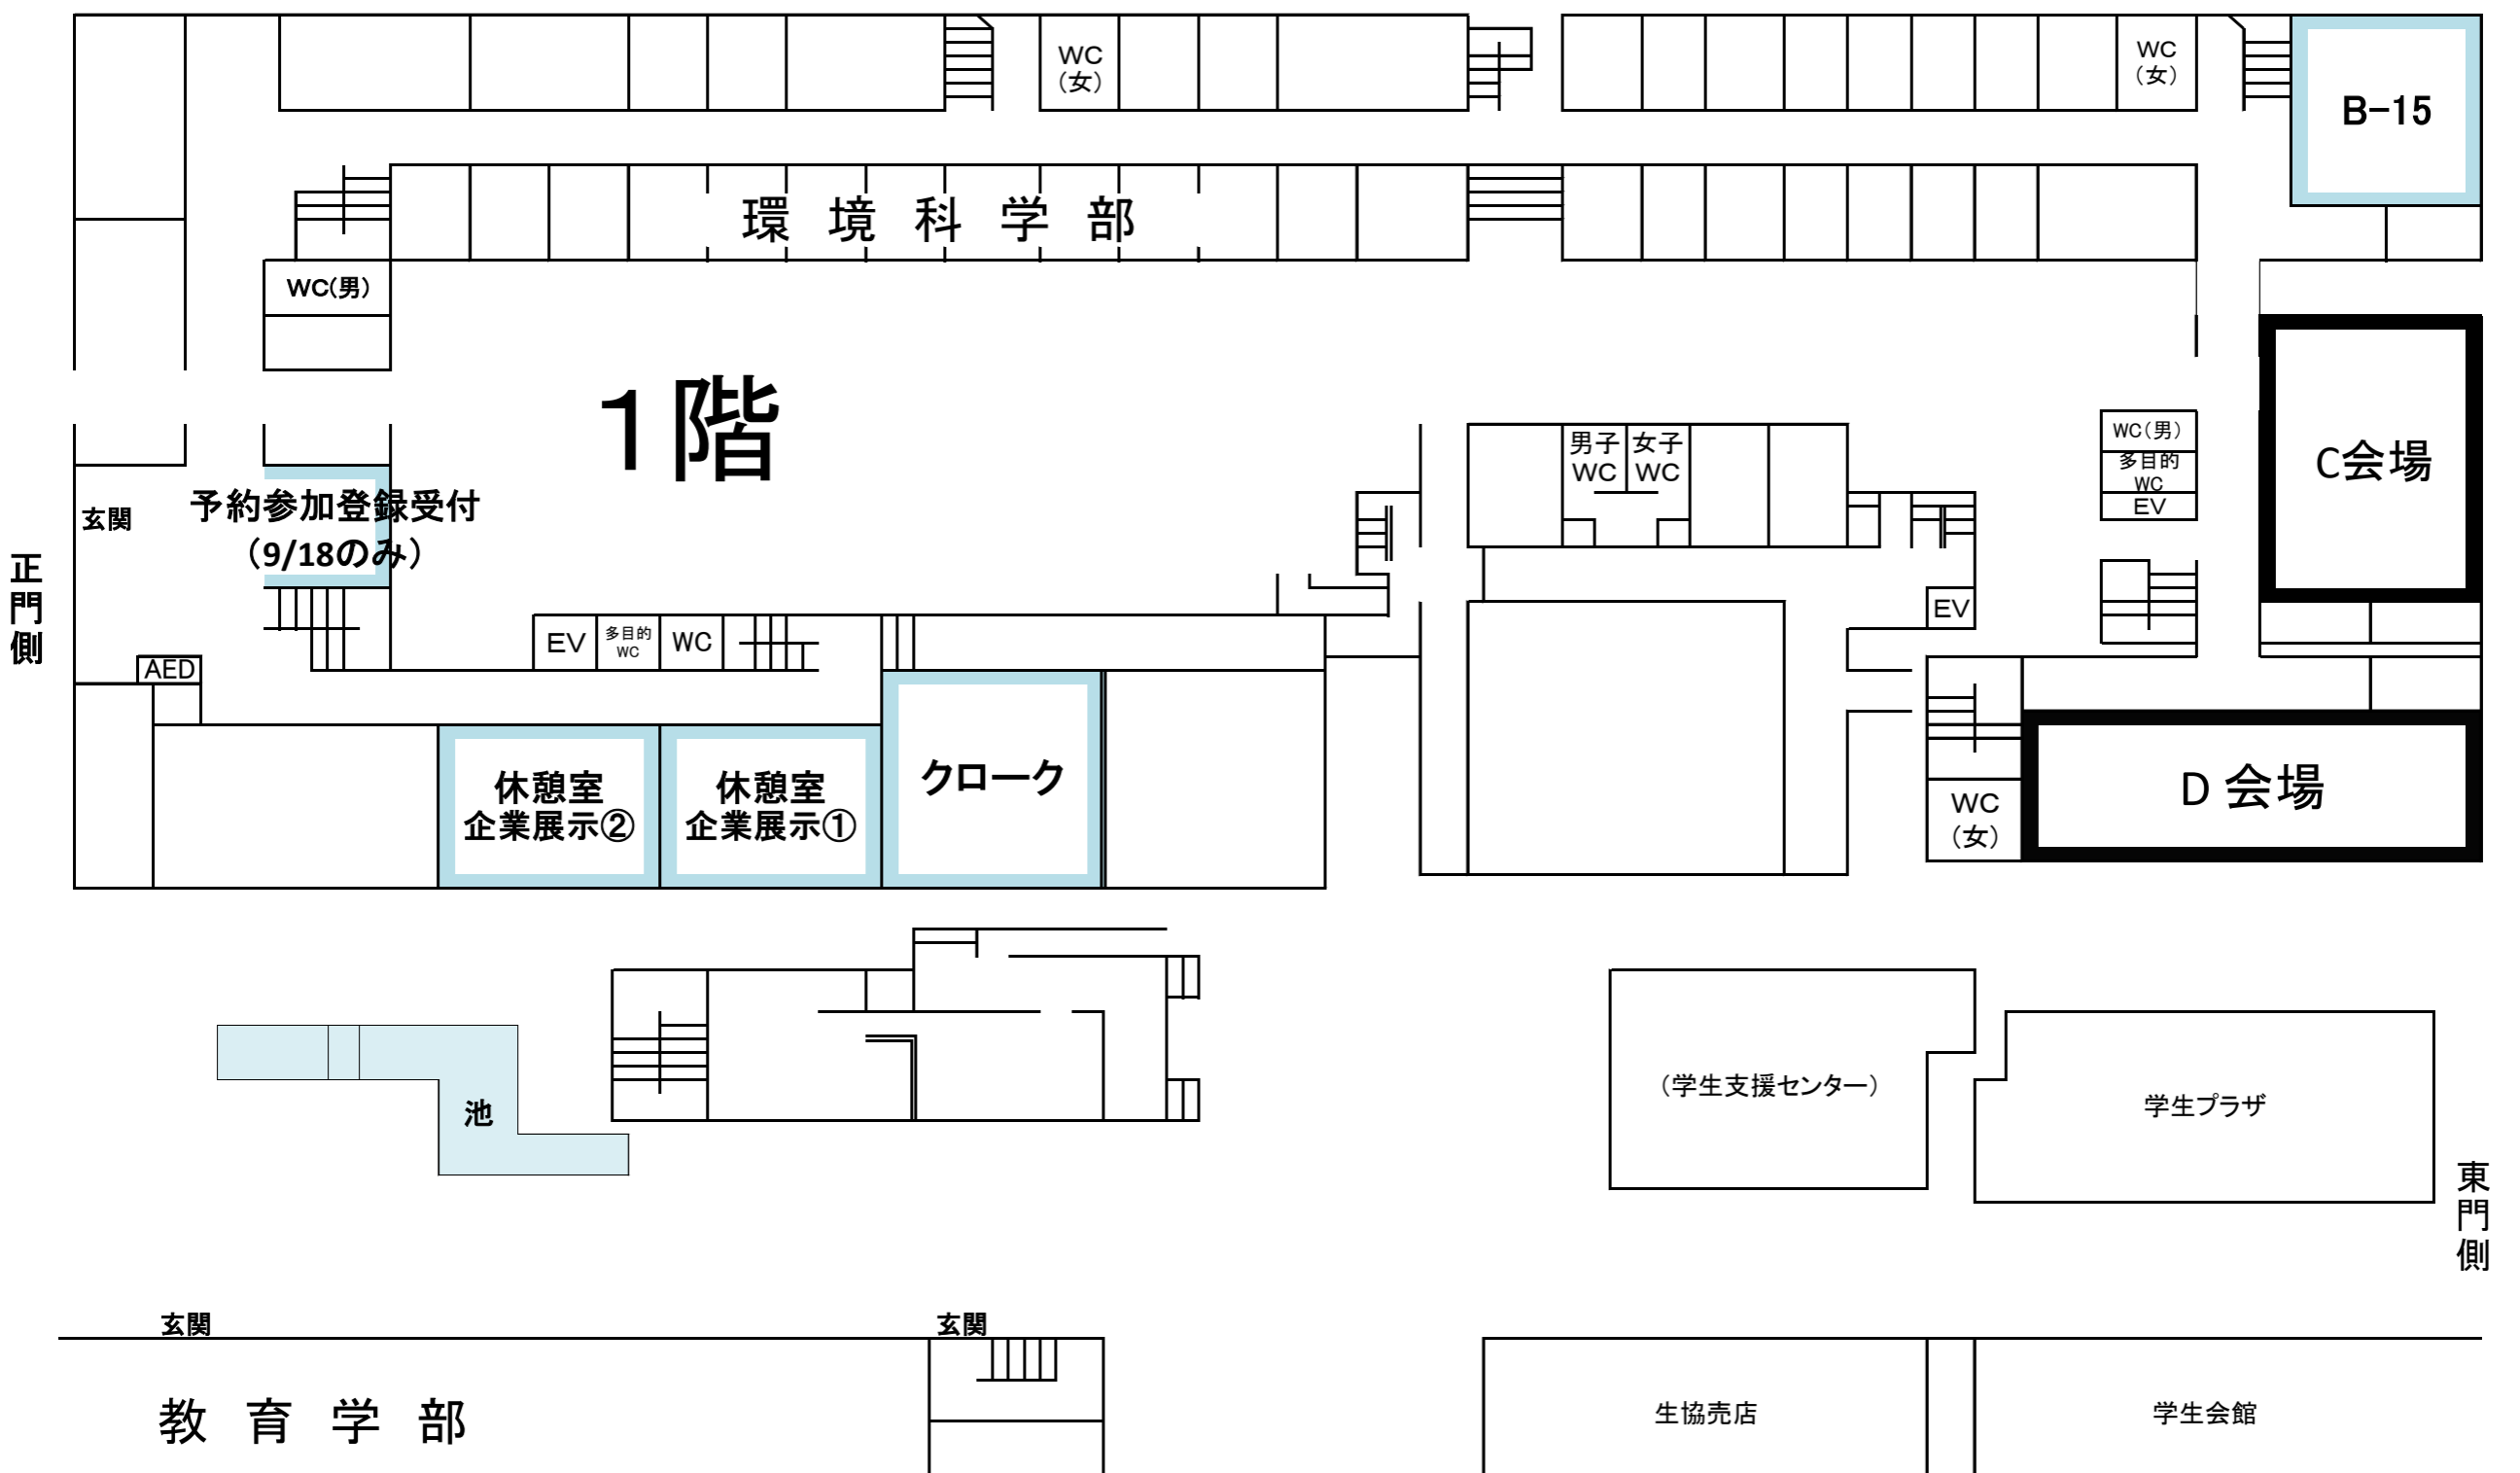 WC
（女）
WC
（女）
B-15
環 境 科 学 部
WC(男)
1階
男子
WC
女子
WC
WC（男）
多目的
WC
EV
C会場
予約参加登録受付
（9/18のみ）
玄関
正門側
EV
多目的
WC
WC
EV
AED
休憩室
企業展示②
休憩室
企業展示①
クローク
WC
（女）
D 会場
池
（学生支援センター）
学生プラザ
東門側
玄関
玄関
教 育 学 部
生協売店
学生会館